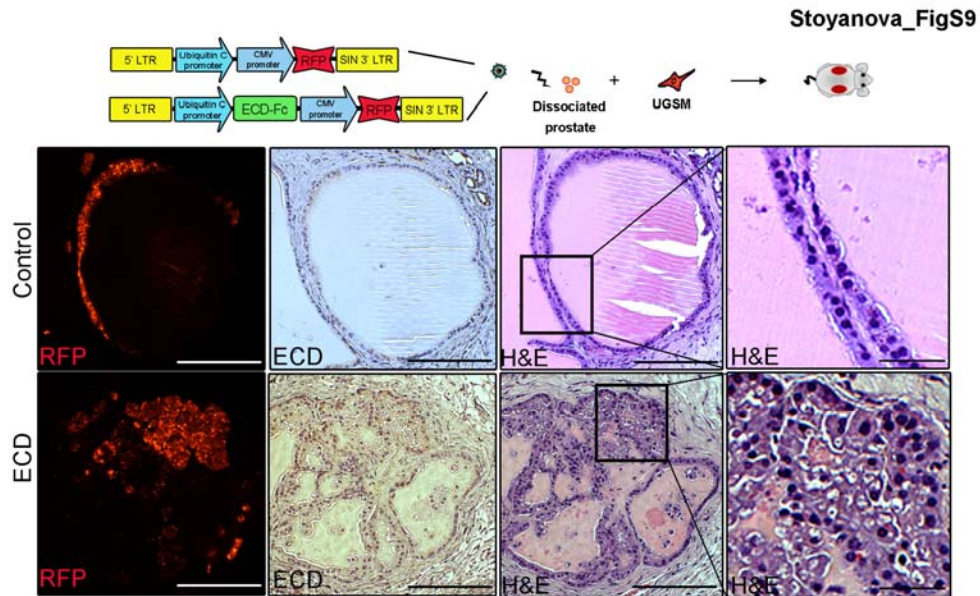 Stoyanova_FigS9
5' LTR
Ubiquitin C
promoter
CMV
promoter
RFP
SIN 3' LTR
5' LTR
Ubiquitin C
promoter
ECD-Fc
CMV
promoter
RFP
SIN 3' LTR
+
Dissociated
prostate
UGSM
Control
RFP
ECD
H&E
H&E
ECD
RFP
ECD
H&E
H&E